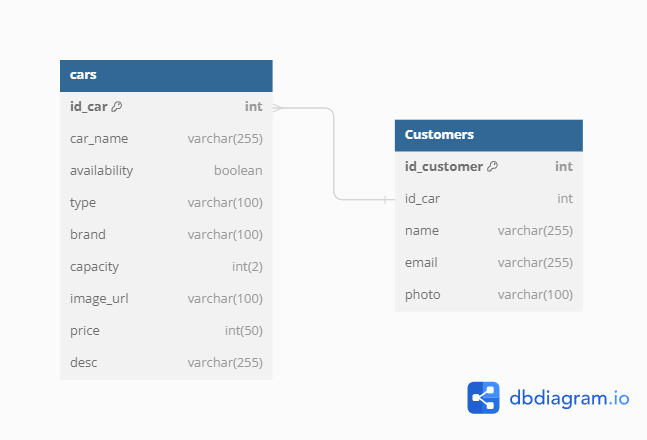 cars
id_car int
car_name varchar(255)
availability boolean
type varchar(100)
brand varchar(100)
capacity int(2)
image_url varchar(100)
price int(50)
desc varchar(255)
Customers
id_customer int
id_car int
name varchar(255)
email varchar(255)
photo varchar(100)
dbdiagram.io